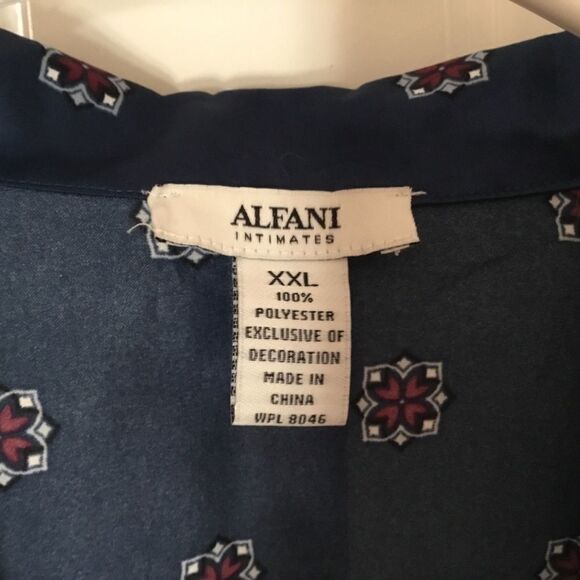 ALFANI
INTIMATES
XXL
100%
POLYESTER
EXCLUSIVE OF
DECORATION
MADE IN
CHINA
WPL 8046